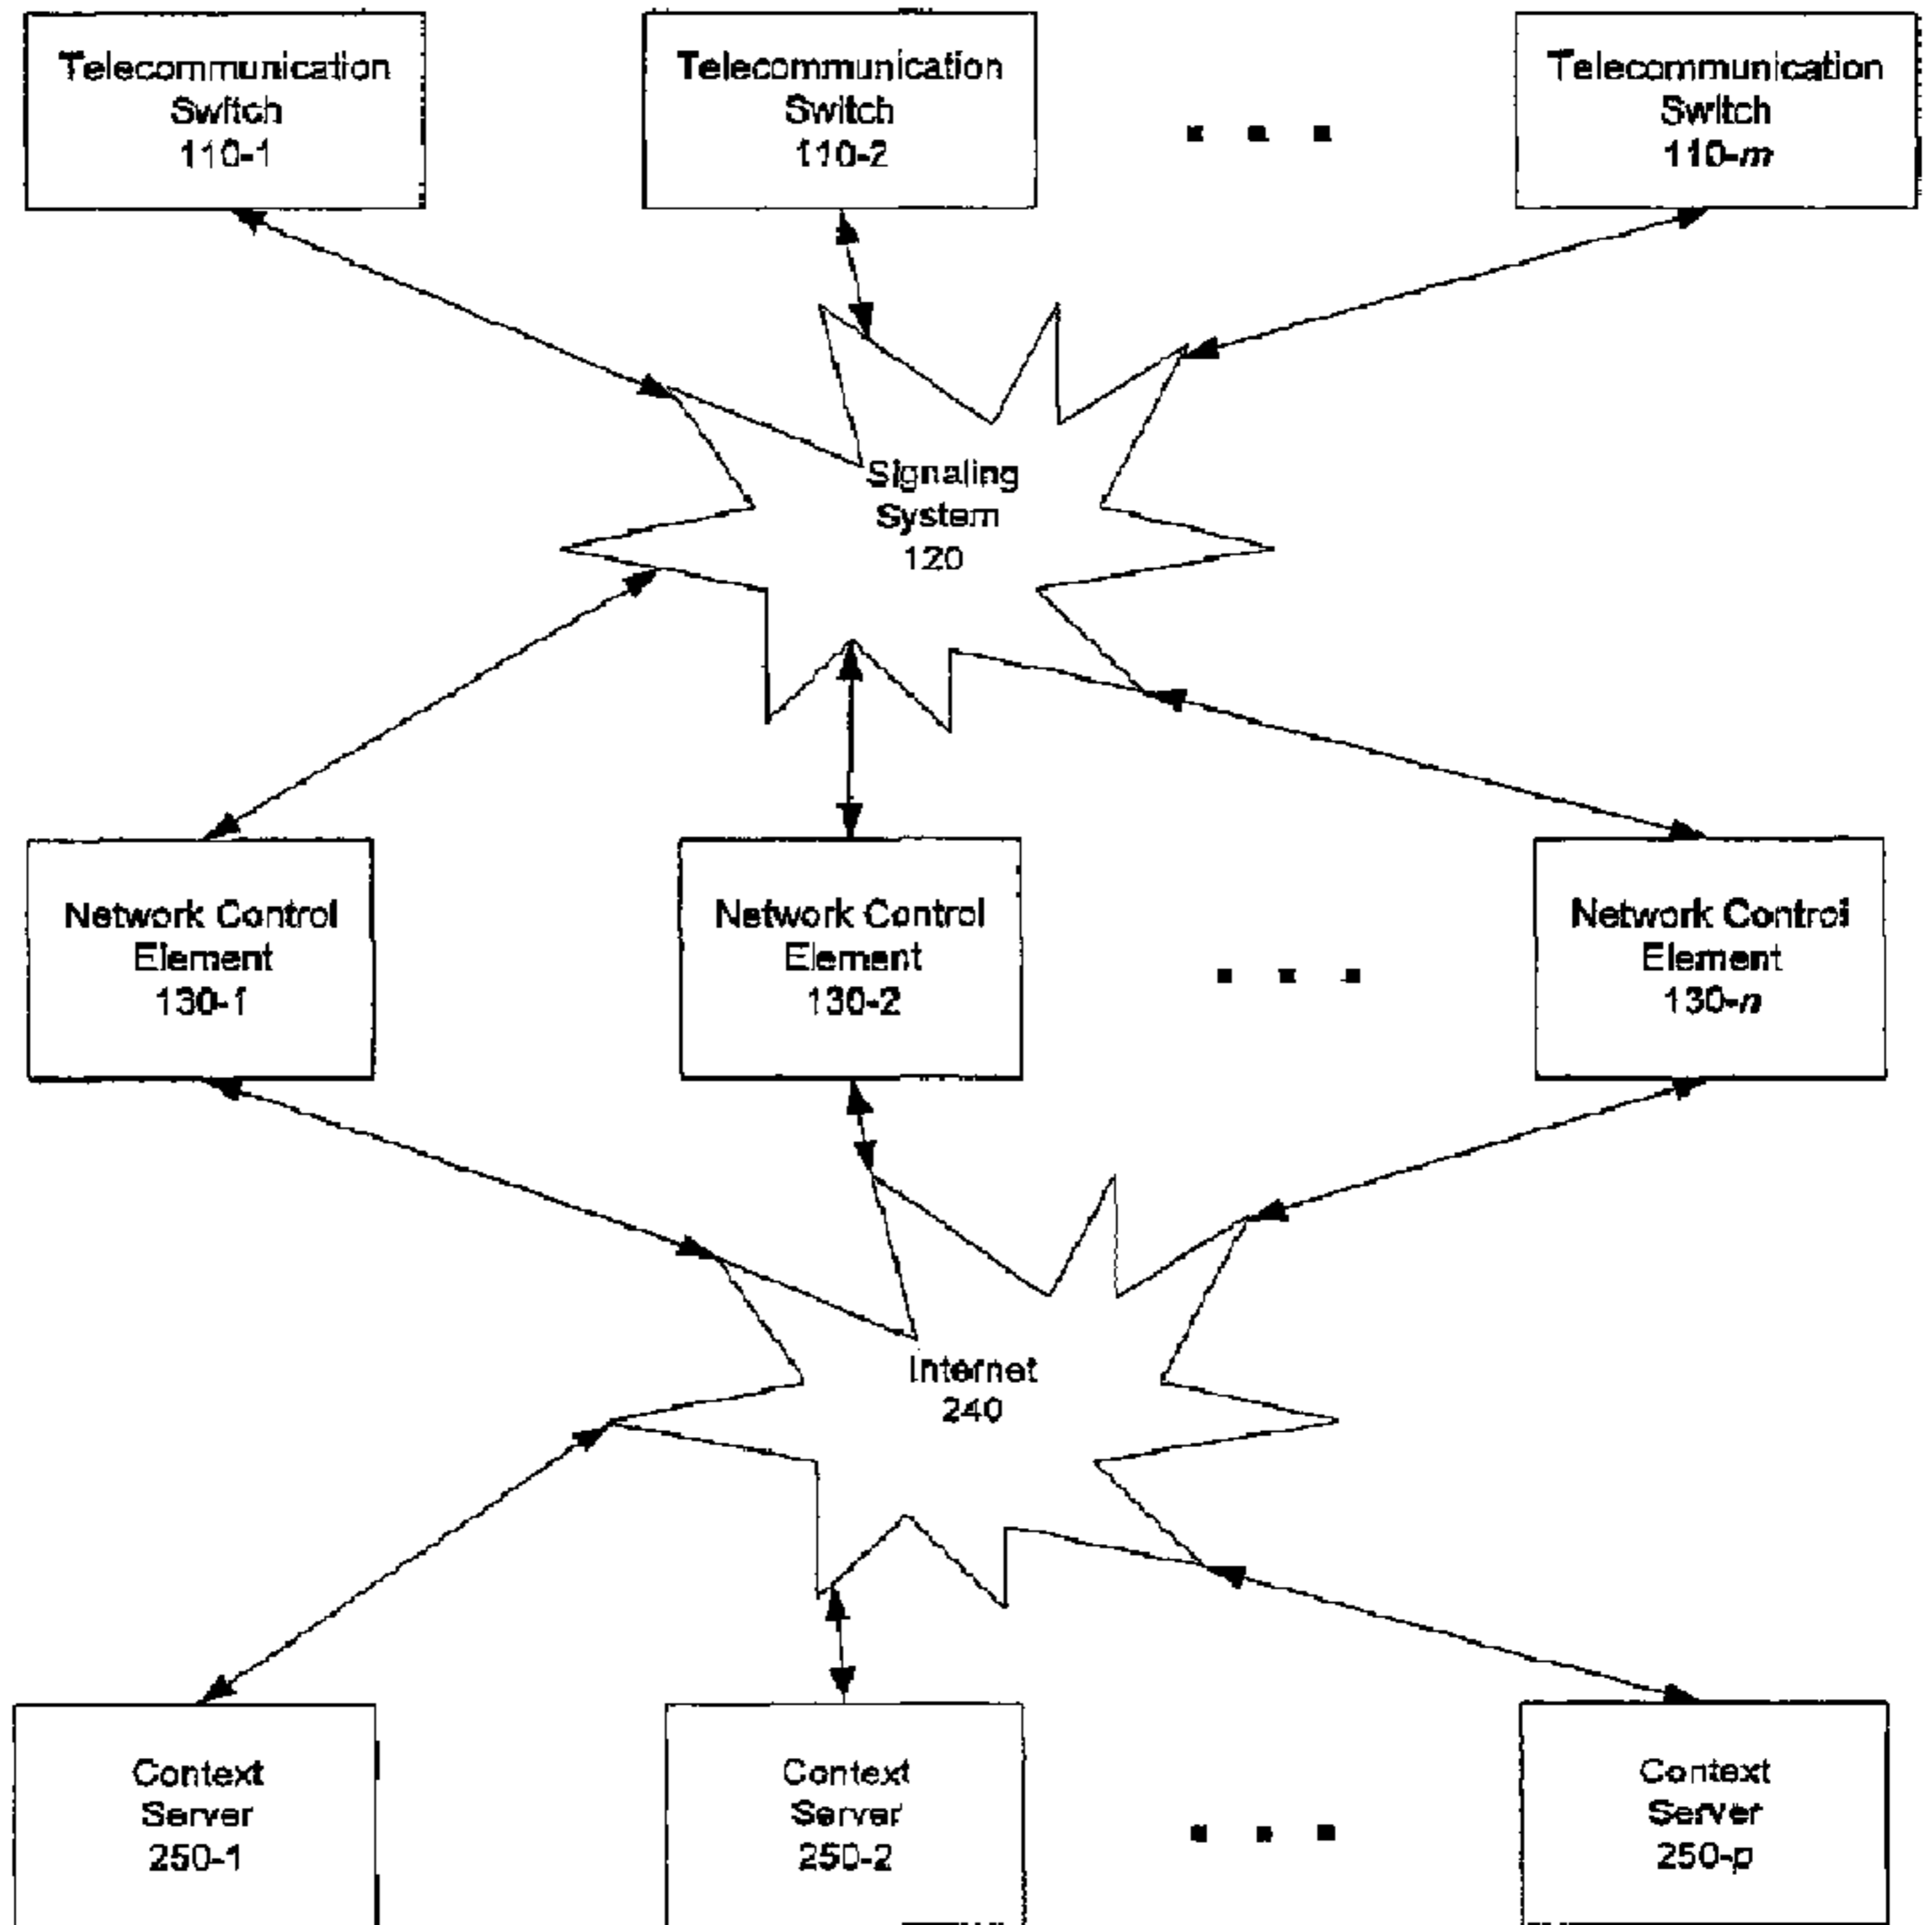 Telecommunication
Switch
110-1
Telecommunication
Switch
110-2
Telecommunication
Switch
110-m
Signaling
System
120
Network Control
Element
130-1
Network Control
Element
130-2
Network Control
Element
130-n
Internet
240
Context
Server
250-1
Context
Server
250-2
Context
Server
250-p